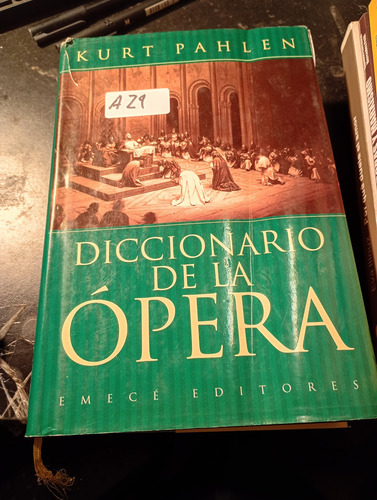 KURT PAHLEN
A29
DICCIONARIO
DE LA
ÓPERA
EMECÉ EDITORES